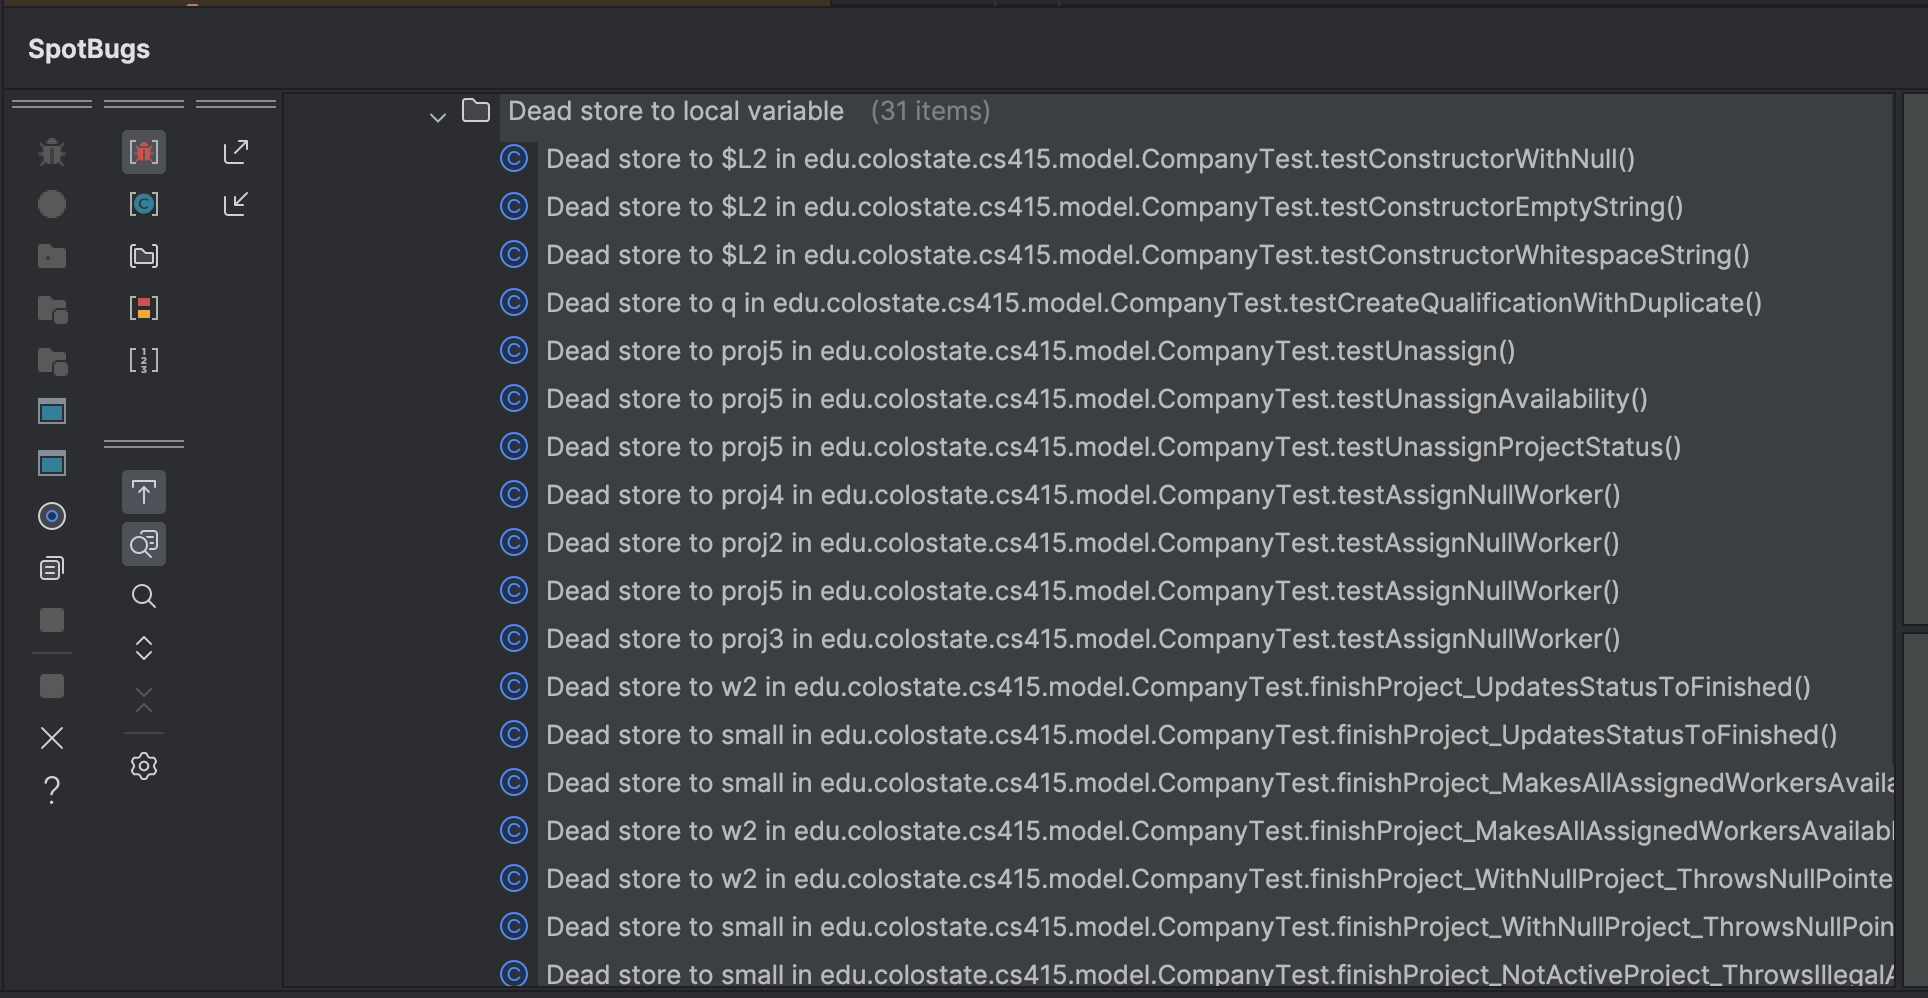 SpotBugs
Dead store to local variable (31 items)
Dead store to $L2 in edu.colostate.cs415.model.CompanyTest.testConstructorWithNull()
Dead store to $L2 in edu.colostate.cs415.model.CompanyTest.testConstructorEmptyString()
Dead store to $L2 in edu.colostate.cs415.model.CompanyTest.testConstructorWhitespaceString()
Dead store to q in edu.colostate.cs415.model.CompanyTest.testCreateQualificationWithDuplicate()
Dead store to proj5 in edu.colostate.cs415.model.CompanyTest.testUnassign()
Dead store to proj5 in edu.colostate.cs415.model.CompanyTest.testUnassignAvailability()
Dead store to proj5 in edu.colostate.cs415.model.CompanyTest.testUnassignProjectStatus()
Dead store to proj4 in edu.colostate.cs415.model.CompanyTest.testAssignNullWorker()
Dead store to proj2 in edu.colostate.cs415.model.CompanyTest.testAssignNullWorker()
Dead store to proj5 in edu.colostate.cs415.model.CompanyTest.testAssignNullWorker()
Dead store to proj3 in edu.colostate.cs415.model.CompanyTest.testAssignNullWorker()
Dead store to w2 in edu.colostate.cs415.model.CompanyTest.finishProject_UpdatesStatusToFinished()
Dead store to small in edu.colostate.cs415.model.CompanyTest.finishProject_UpdatesStatusToFinished()
Dead store to small in edu.colostate.cs415.model.CompanyTest.finishProject_MakesAllAssignedWorkersAvaila
Dead store to w2 in edu.colostate.cs415.model.CompanyTest.finishProject_MakesAllAssignedWorkersAvailabl
Dead store to w2 in edu.colostate.cs415.model.CompanyTest.finishProject_WithNullProject_ThrowsNullPointe
Dead store to small in edu.colostate.cs415.model.CompanyTest.finishProject_WithNullProject_ThrowsNullPoin
Dead store to small in edu.colostate.cs415.model.CompanyTest.finishProject_NotActiveProject_ThrowsIllegalA